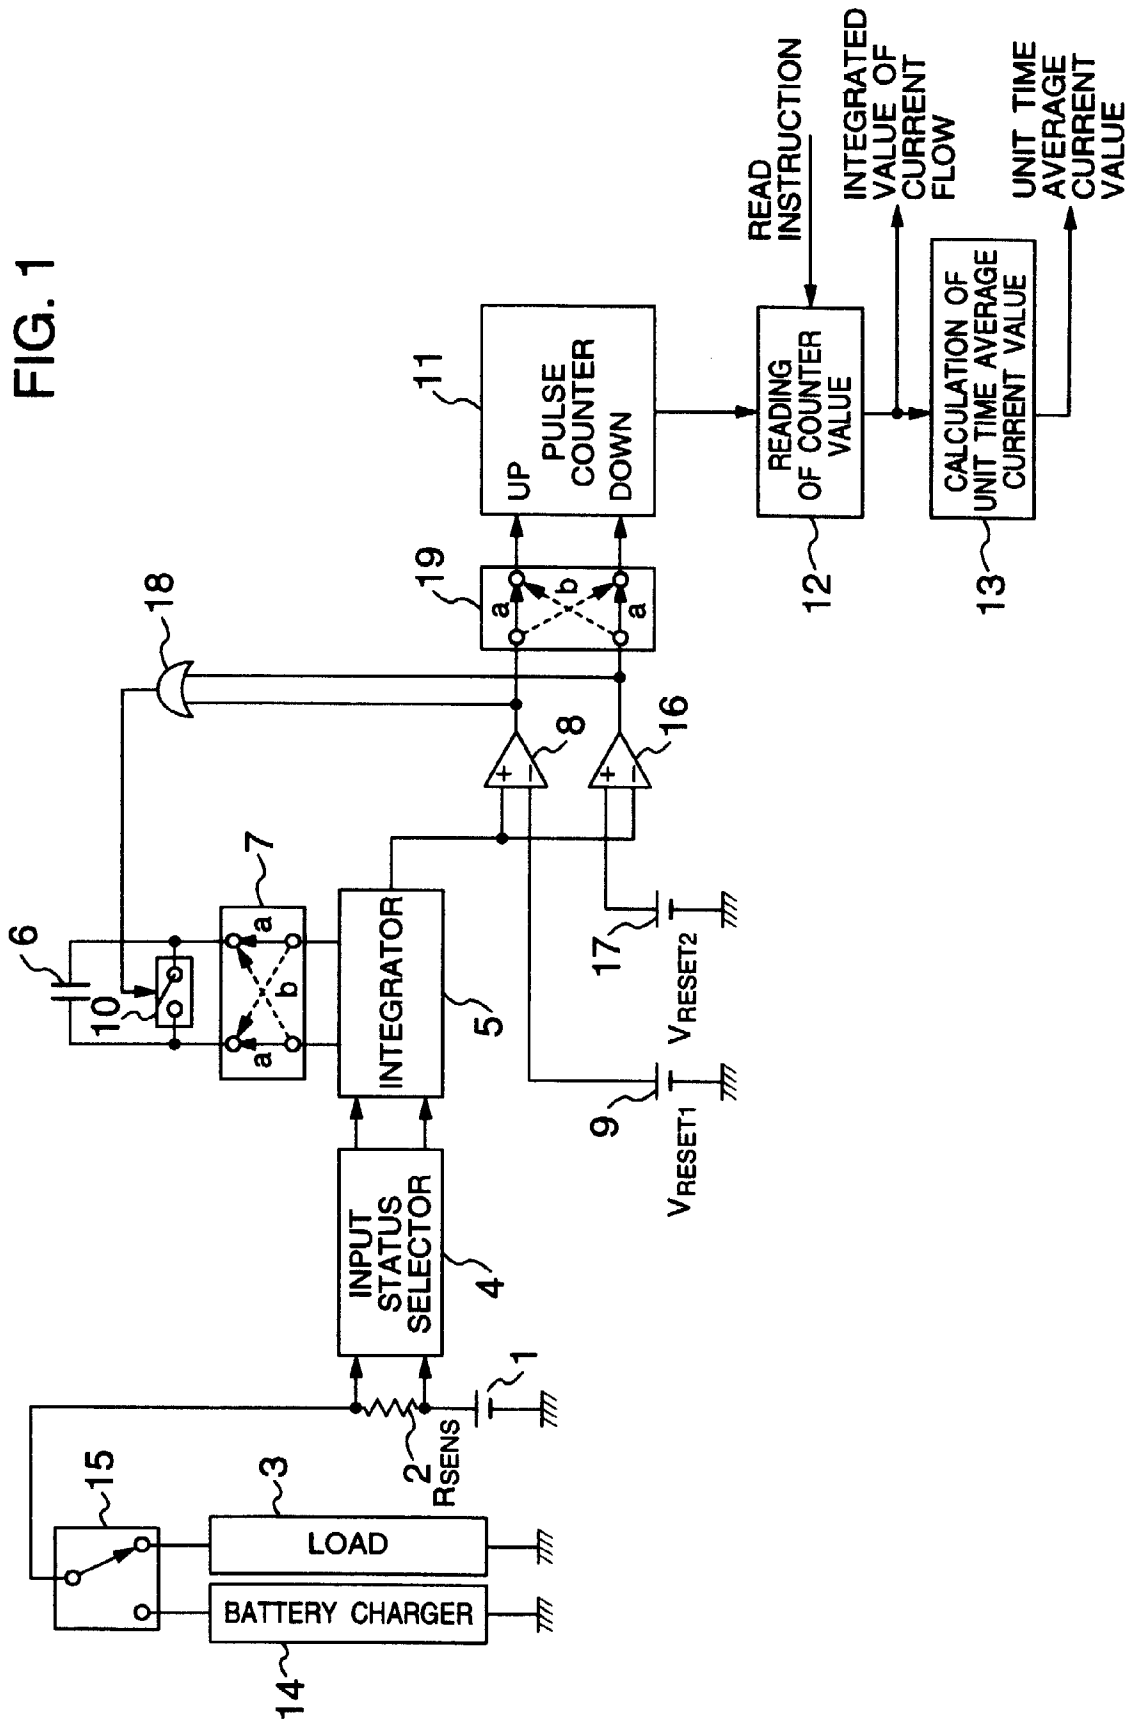 FIG. 1
15
LOAD
3
BATTERY CHARGER
14
2
RSENS
1
INPUT
STATUS
SELECTOR
4
6
10
7
a
a
b
INTEGRATOR
5
9
VRESET1
17
VRESET2
+
−
8
+
−
16
18
19
a
b
a
11
UP
PULSE
COUNTER
DOWN
READING
OF COUNTER
VALUE
12
READ
INSTRUCTION
INTEGRATED
VALUE OF
CURRENT
FLOW
CALCULATION OF
UNIT TIME AVERAGE
CURRENT VALUE
13
UNIT TIME
AVERAGE
CURRENT
VALUE